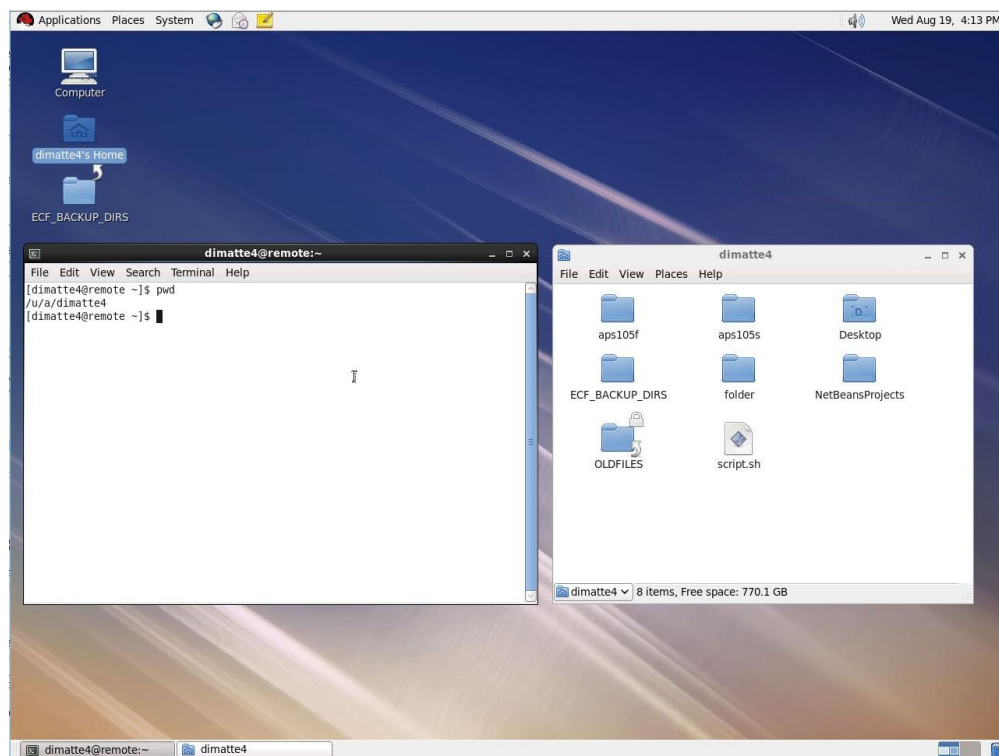 Applications Places System
Wed Aug 19, 4:13 PM
Computer
dimatte4's Home
ECF_BACKUP_DIRS
dimatte4@remote:~
File Edit View Search Terminal Help
[dimatte4@remote ~]$ pwd
/u/a/dimatte4
[dimatte4@remote ~]$
dimatte4
File Edit View Places Help
aps105f aps105s Desktop
ECF_BACKUP_DIRS folder NetBeansProjects
OLDFILES script.sh
dimatte4 8 items, Free space: 770.1 GB
dimatte4@remote:~ dimatte4